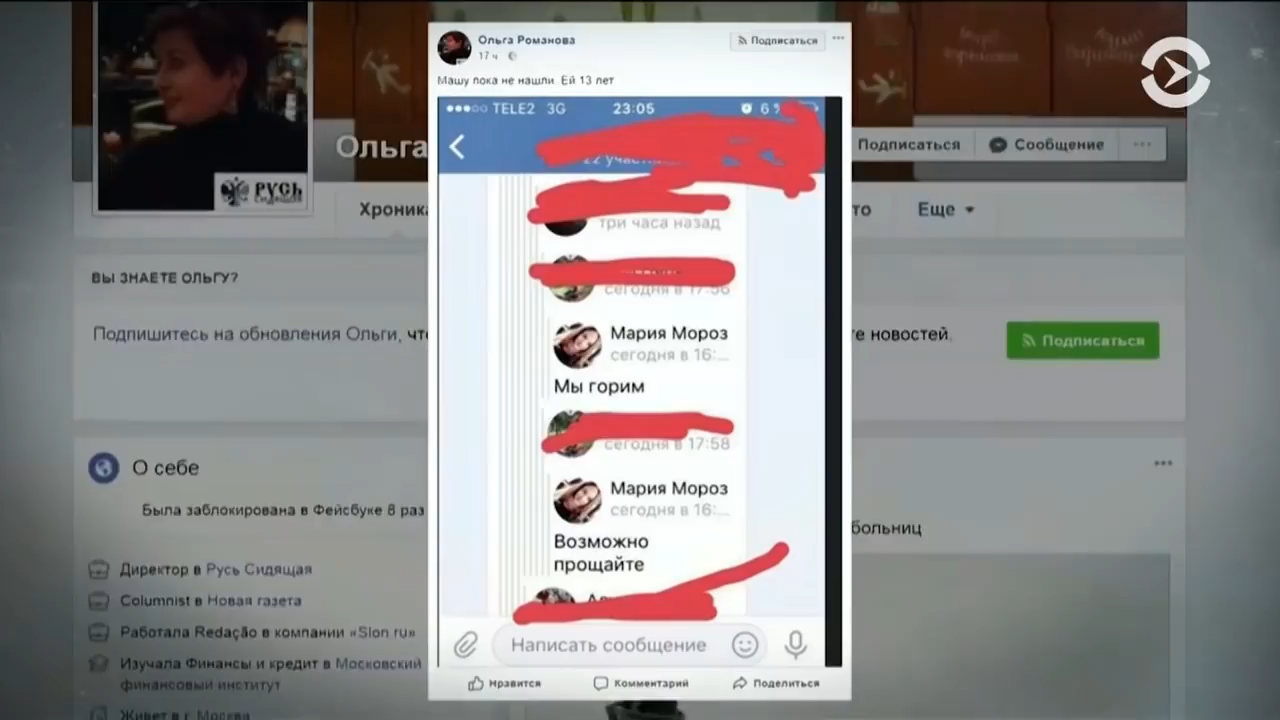 Ольга Романова
Подписаться
17 ч
Машу пока не нашли. Ей 13 лет
TELE2 3G 23:05 6
три часа назад
сегодня в 17:56
Мария Мороз
сегодня в 16:...
Мы горим
сегодня в 17:58
Мария Мороз
сегодня в 16:...
Возможно
прощайте
Написать сообщение
Нравится Комментарий Поделиться
Ольга
РУСЬ
СИДЯЩАЯ
Подписаться Сообщение
Хроника
Еще
ВЫ ЗНАЕТЕ ОЛЬГУ?
Подпишитесь на обновления Ольги,
новостей.
Подписаться
О себе
Была заблокирована в Фейсбуке 8 раз
Директор в Русь Сидящая
Columnist в Новая газета
Работала Redação в компании «Slon ru»
Изучала Финансы и кредит в Московский
финансовый институт
Живет в г. Москва
больниц